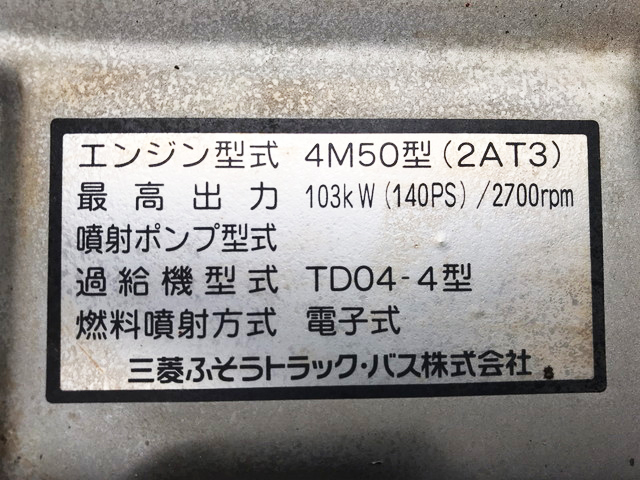 エンジン型式 4M50型(2AT3)
最高出力 103kW(140PS)/2700rpm
噴射ポンプ型式
過給機型式 TD04-4型
燃料噴射方式 電子式
三菱ふそうトラック・バス株式会社